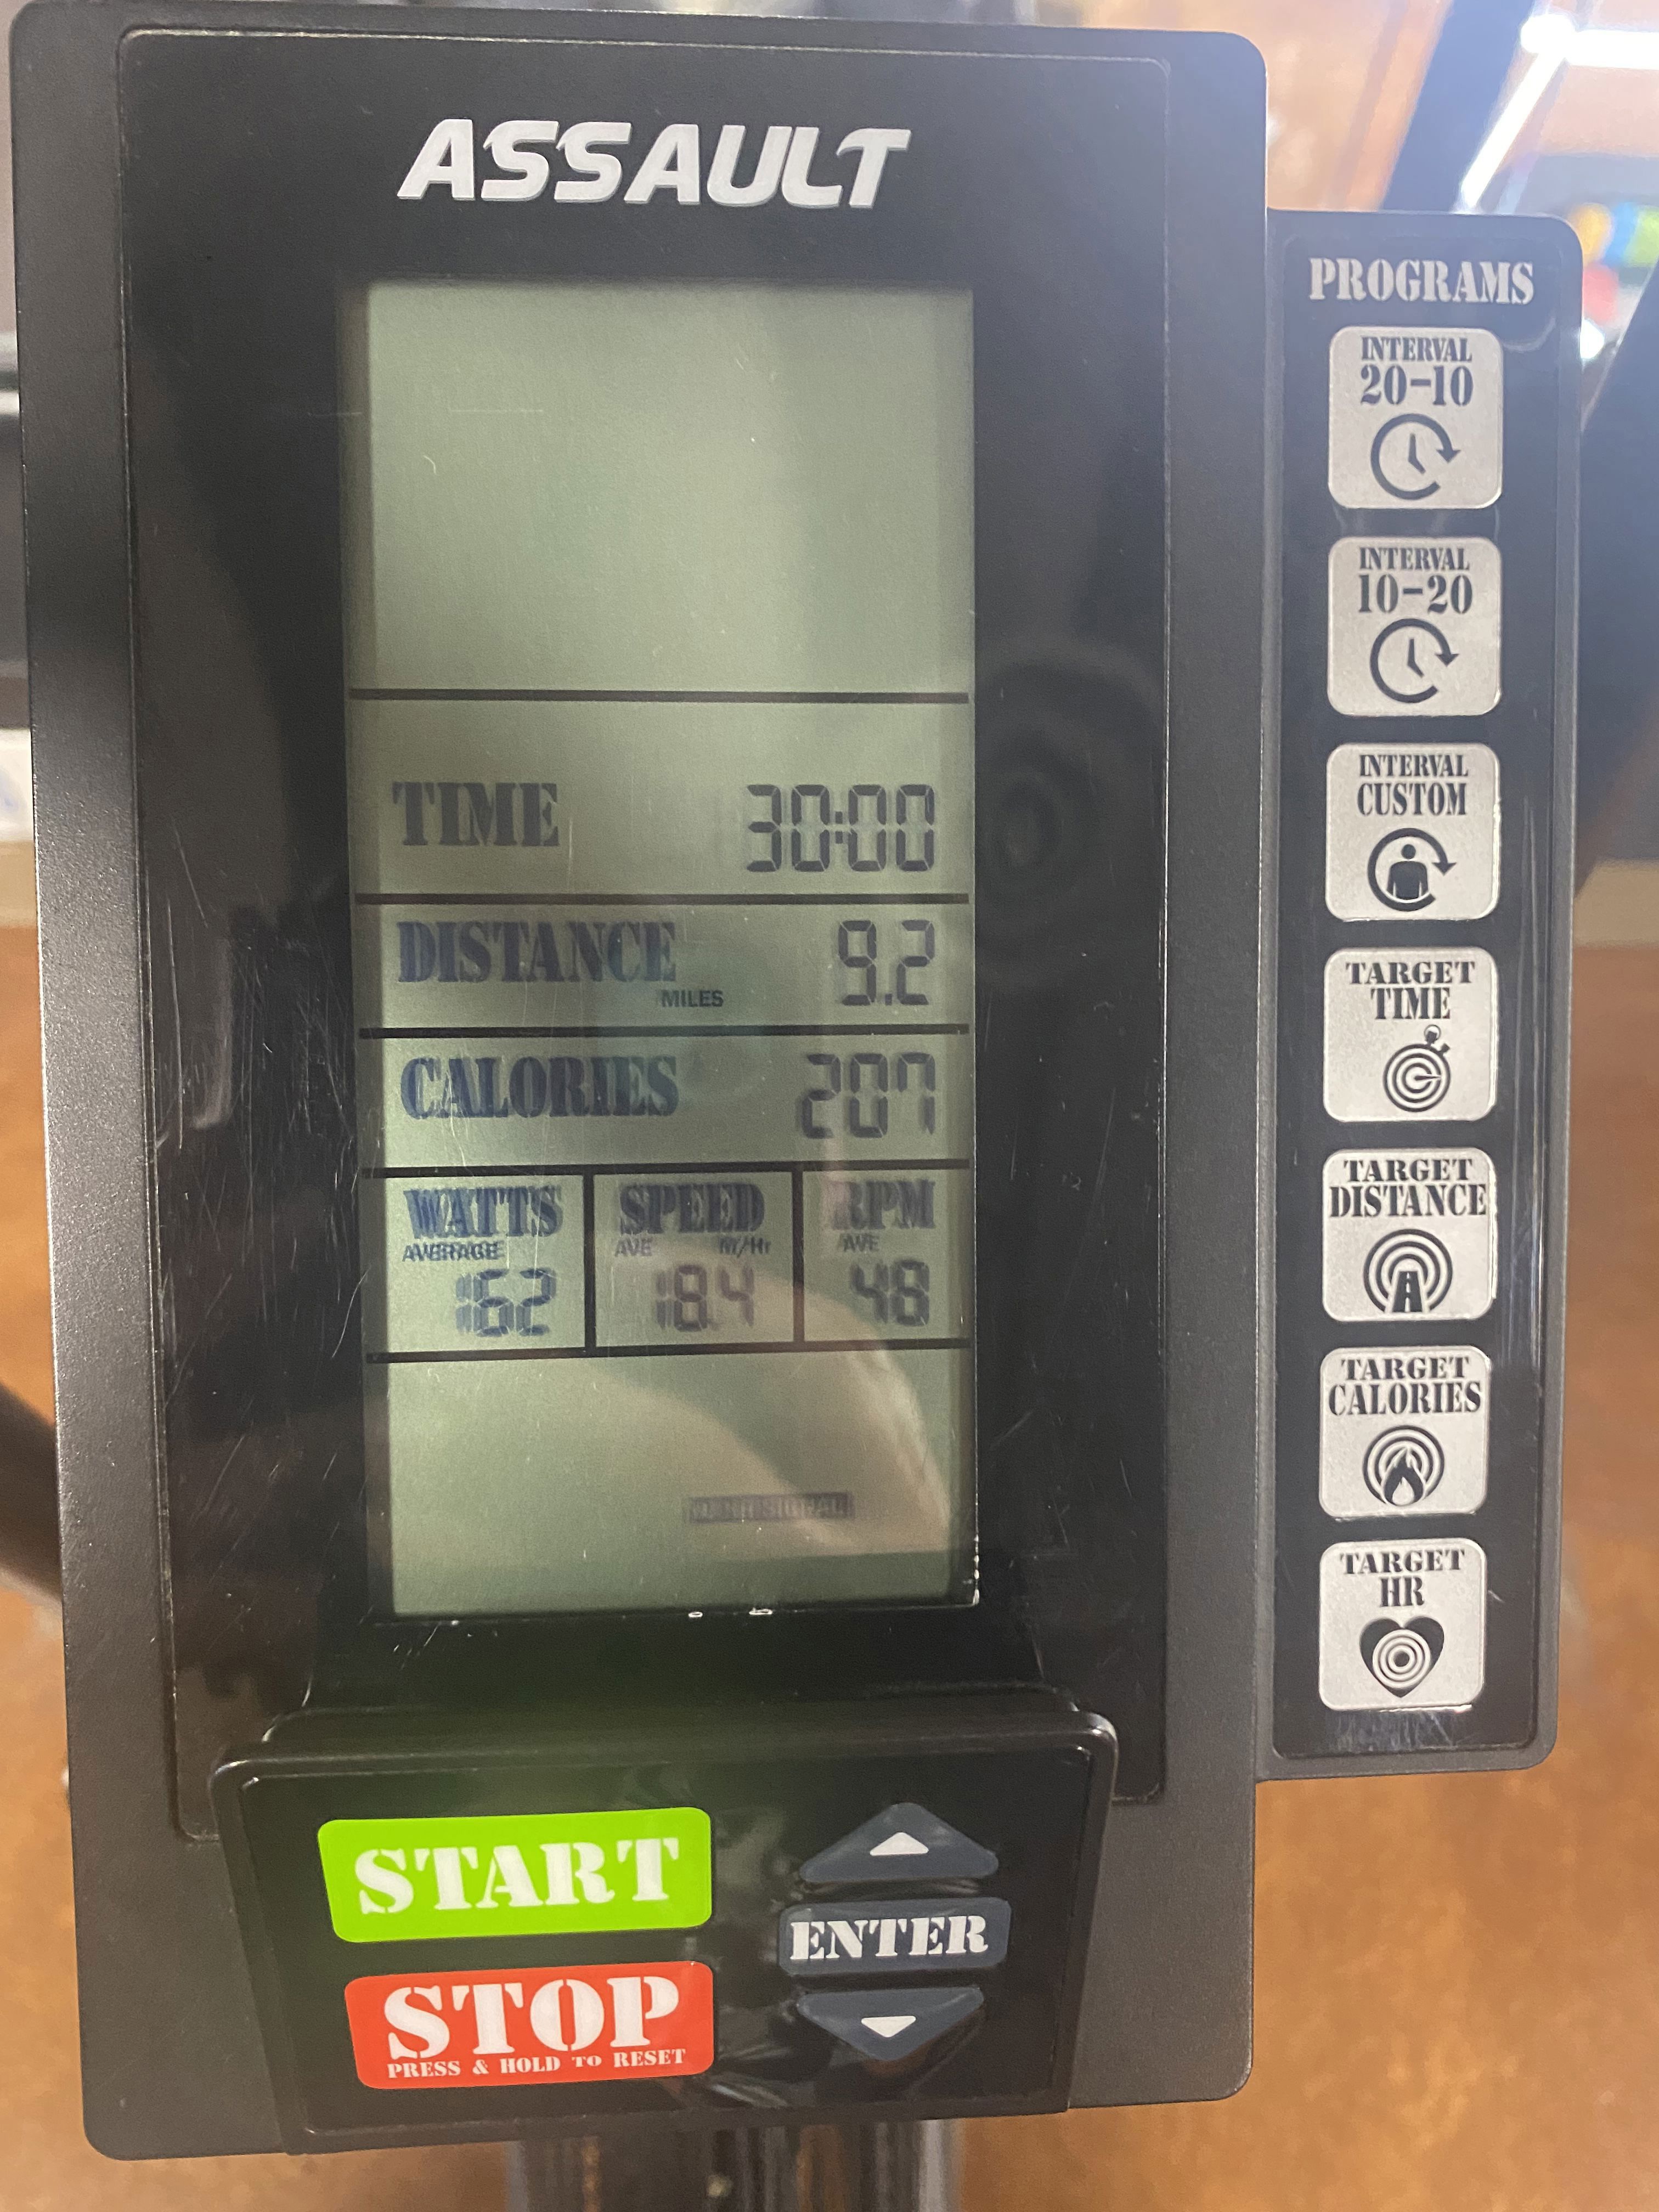 ASSAULT
TIME 30:00
DISTANCE MILES 9.2
CALORIES 207
WATTS SPEED RPM
AVERAGE AVE M/Hr AVE
162 18.4 48
START
STOP
PRESS & HOLD TO RESET
ENTER
PROGRAMS
INTERVAL
20-10
INTERVAL
10-20
INTERVAL
CUSTOM
TARGET
TIME
TARGET
DISTANCE
TARGET
CALORIES
TARGET
HR